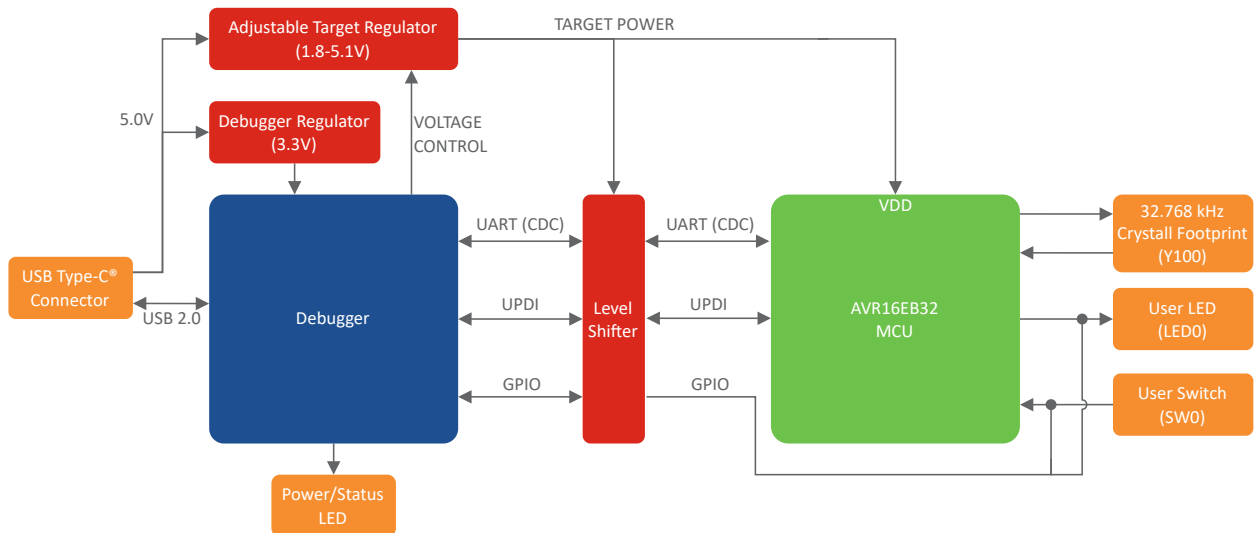 Adjustable Target Regulator
(1.8-5.1V)
TARGET POWER
5.0V
Debugger Regulator
(3.3V)
VOLTAGE
CONTROL
VDD
32.768 kHz
Crystall Footprint
(Y100)
UART (CDC)
UART (CDC)
USB Type-C®
Connector
USB 2.0
Debugger
UPDI
Level
Shifter
UPDI
AVR16EB32
MCU
User LED
(LED0)
GPIO
GPIO
User Switch
(SW0)
Power/Status
LED